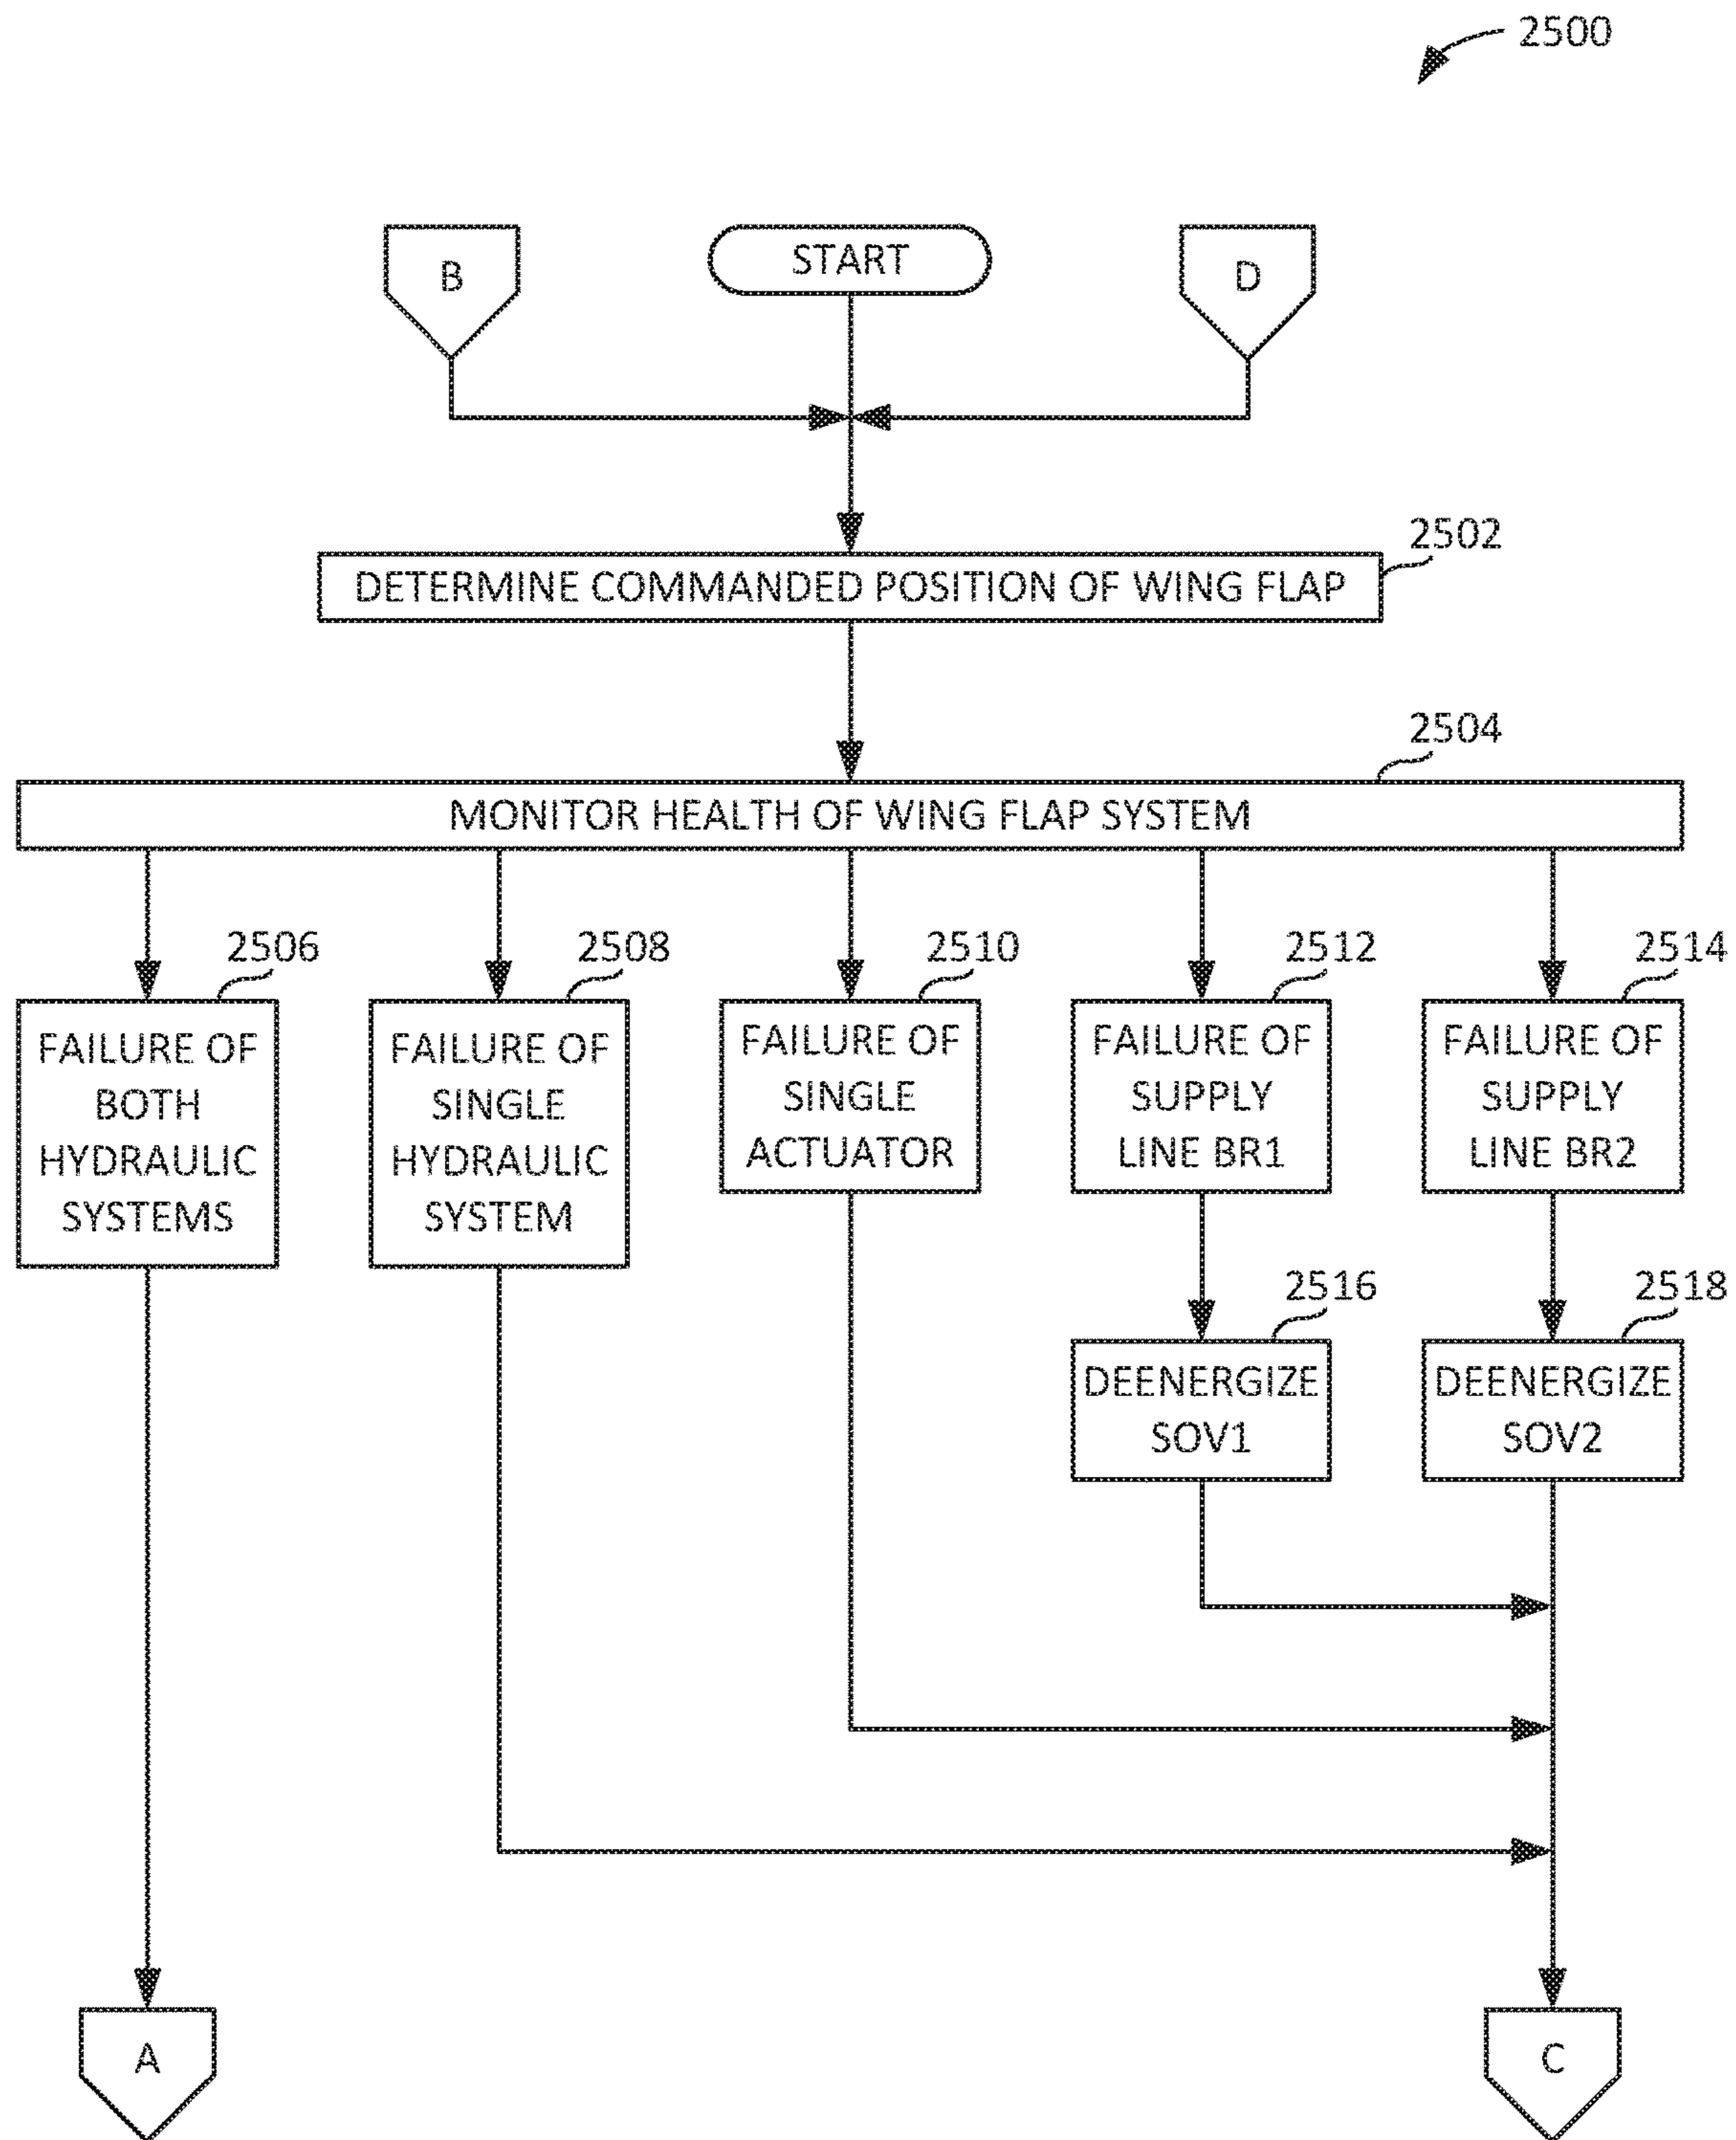 2500
B
START
D
2502
DETERMINE COMMANDED POSITION OF WING FLAP
2504
MONITOR HEALTH OF WING FLAP SYSTEM
2506
FAILURE OF
BOTH
HYDRAULIC
SYSTEMS
2508
FAILURE OF
SINGLE
HYDRAULIC
SYSTEM
2510
FAILURE OF
SINGLE
ACTUATOR
2512
FAILURE OF
SUPPLY
LINE BR1
2514
FAILURE OF
SUPPLY
LINE BR2
2516
DEENERGIZE
SOV1
2518
DEENERGIZE
SOV2
A
C